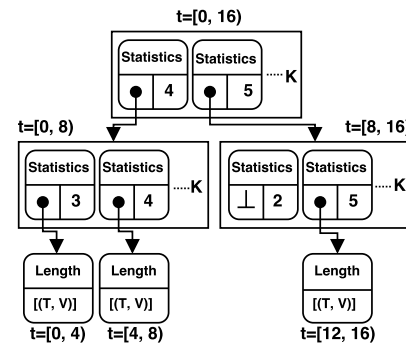 t=[0, 16)
Statistics Statistics
4 5 ...... K
t=[0, 8) t=[8, 16)
Statistics Statistics Statistics Statistics
3 4 ...... K ⊥ 2 5 ...... K
Length Length Length
[(T, V)] [(T, V)] [(T, V)]
t=[0, 4) t=[4, 8) t=[12, 16)